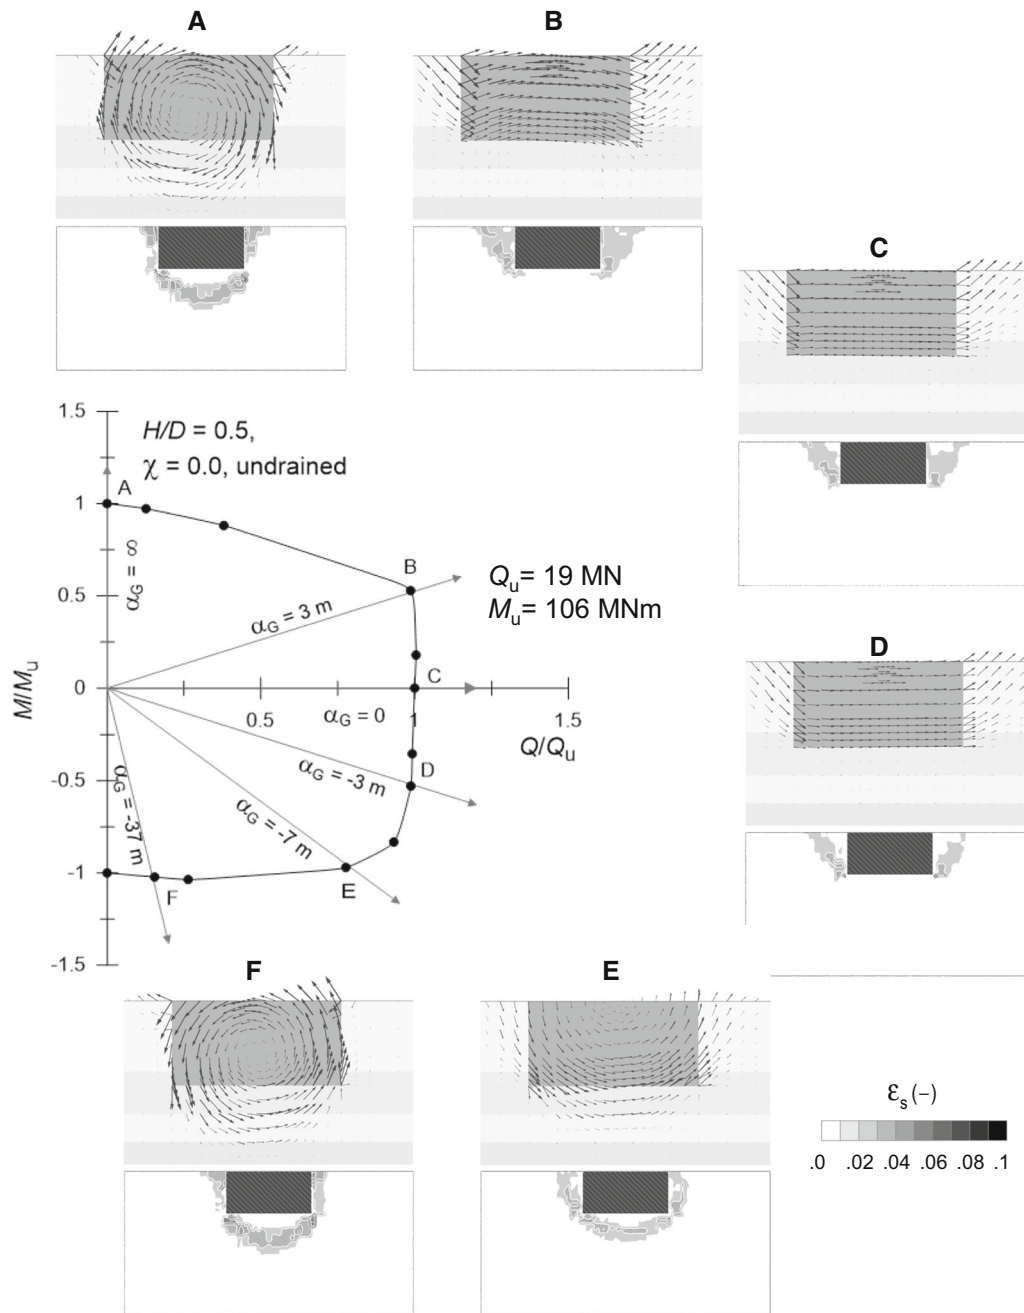 A
B
C
1.5
H/D = 0.5,
χ = 0.0, undrained
A
1
B
α_G = ∞
Q_u = 19 MN
M_u = 106 MNm
0.5
α_G = 3 m
D
M/M_u
C
0
0.5
α_G = 0
1
1.5
Q/Q_u
-0.5
D
α_G = -3 m
α_G = -37 m
α_G = -7 m
-1
F
E
-1.5
F
E
ε_s (–)
.0 .02 .04 .06 .08 .1